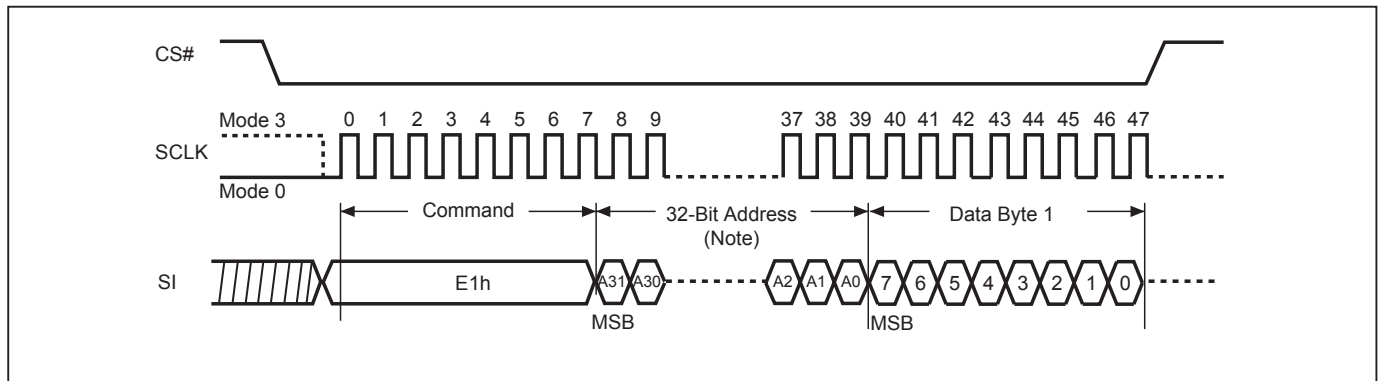 CS#
Mode 3 0 1 2 3 4 5 6 7 8 9 37 38 39 40 41 42 43 44 45 46 47
SCLK
Mode 0
Command 32-Bit Address Data Byte 1
(Note)
SI E1h A31 A30 A2 A1 A0 7 6 5 4 3 2 1 0
MSB MSB